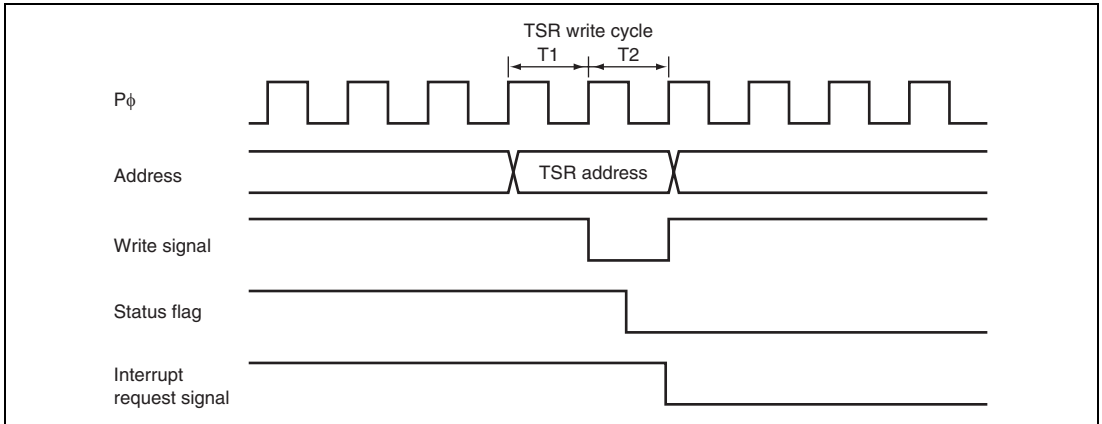 TSR write cycle
T1 T2
Pϕ
Address
TSR address
Write signal
Status flag
Interrupt
request signal